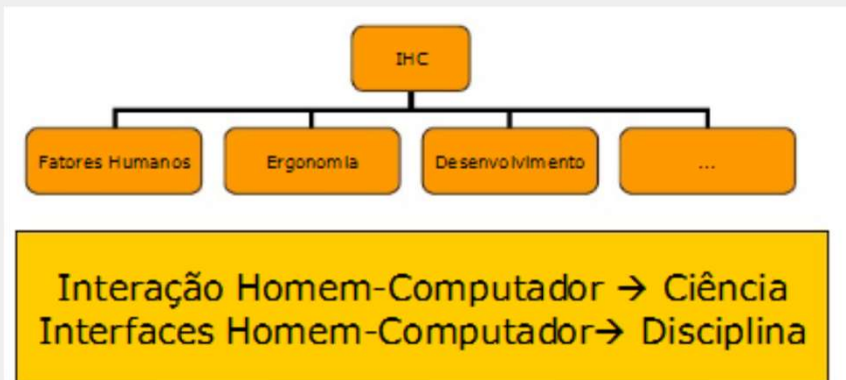 IHC
Fatores Humanos
Ergonomia
Desenvolvimento
...
Interação Homem-Computador → Ciência
Interfaces Homem-Computador→ Disciplina